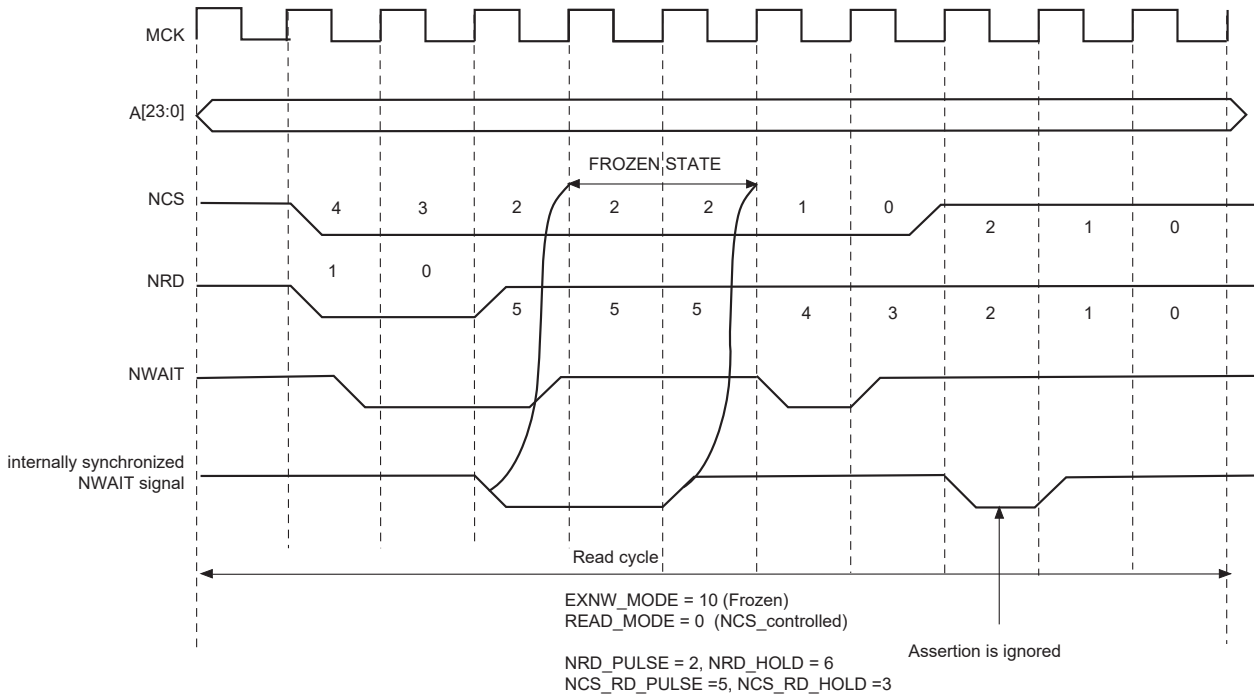 MCK
A[23:0]
FROZEN STATE
NCS
4 3 2 2 2 1 0
2 1 0
1 0
NRD
5 5 5 4 3 2 1 0
NWAIT
internally synchronized
NWAIT signal
Read cycle
EXNW_MODE = 10 (Frozen)
READ_MODE = 0 (NCS_controlled)
Assertion is ignored
NRD_PULSE = 2, NRD_HOLD = 6
NCS_RD_PULSE =5, NCS_RD_HOLD =3